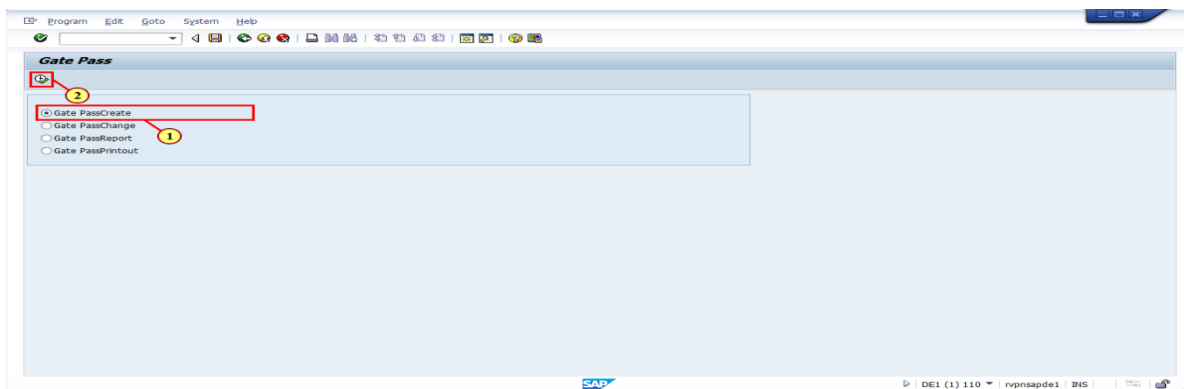 Program Edit Goto System Help
Gate Pass
2
Gate PassCreate
Gate PassChange
1
Gate PassReport
Gate PassPrintout
SAP
DE1 (1) 110 rvpnsapde1 INS